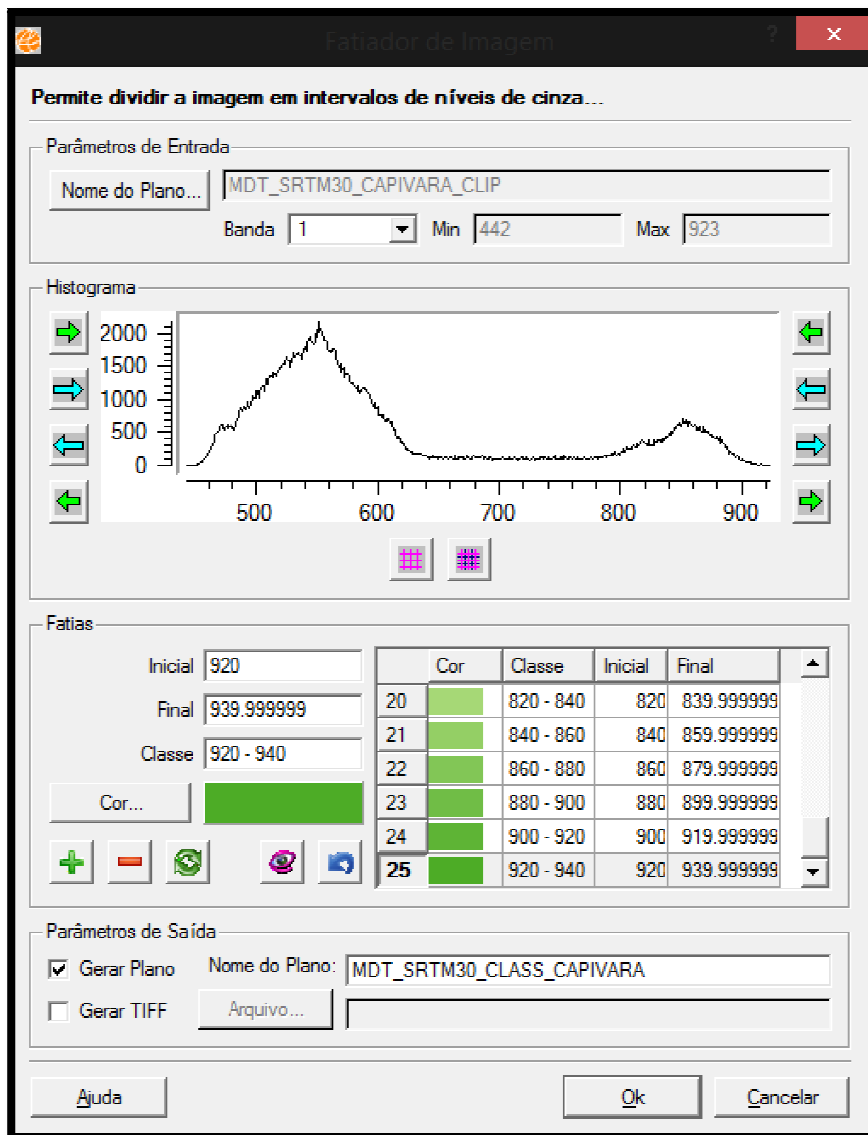 Fatiador de Imagem ?
Permite dividir a imagem em intervalos de níveis de cinza...
Parâmetros de Entrada
Nome do Plano... MDT_SRTM30_CAPIVARA_CLIP
Banda 1 Min 442 Max 923
Histograma
2000
1500
1000
500
0
500 600 700 800 900
Fatias
Inicial 920
Final 939.999999
Classe 920 - 940
Cor...
Cor Classe Inicial Final
20 820 - 840 820 839.999999
21 840 - 860 840 859.999999
22 860 - 880 860 879.999999
23 880 - 900 880 899.999999
24 900 - 920 900 919.999999
25 920 - 940 920 939.999999
Parâmetros de Saída
Gerar Plano Nome do Plano: MDT_SRTM30_CLASS_CAPIVARA
Gerar TIFF Arquivo...
Ajuda Ok Cancelar